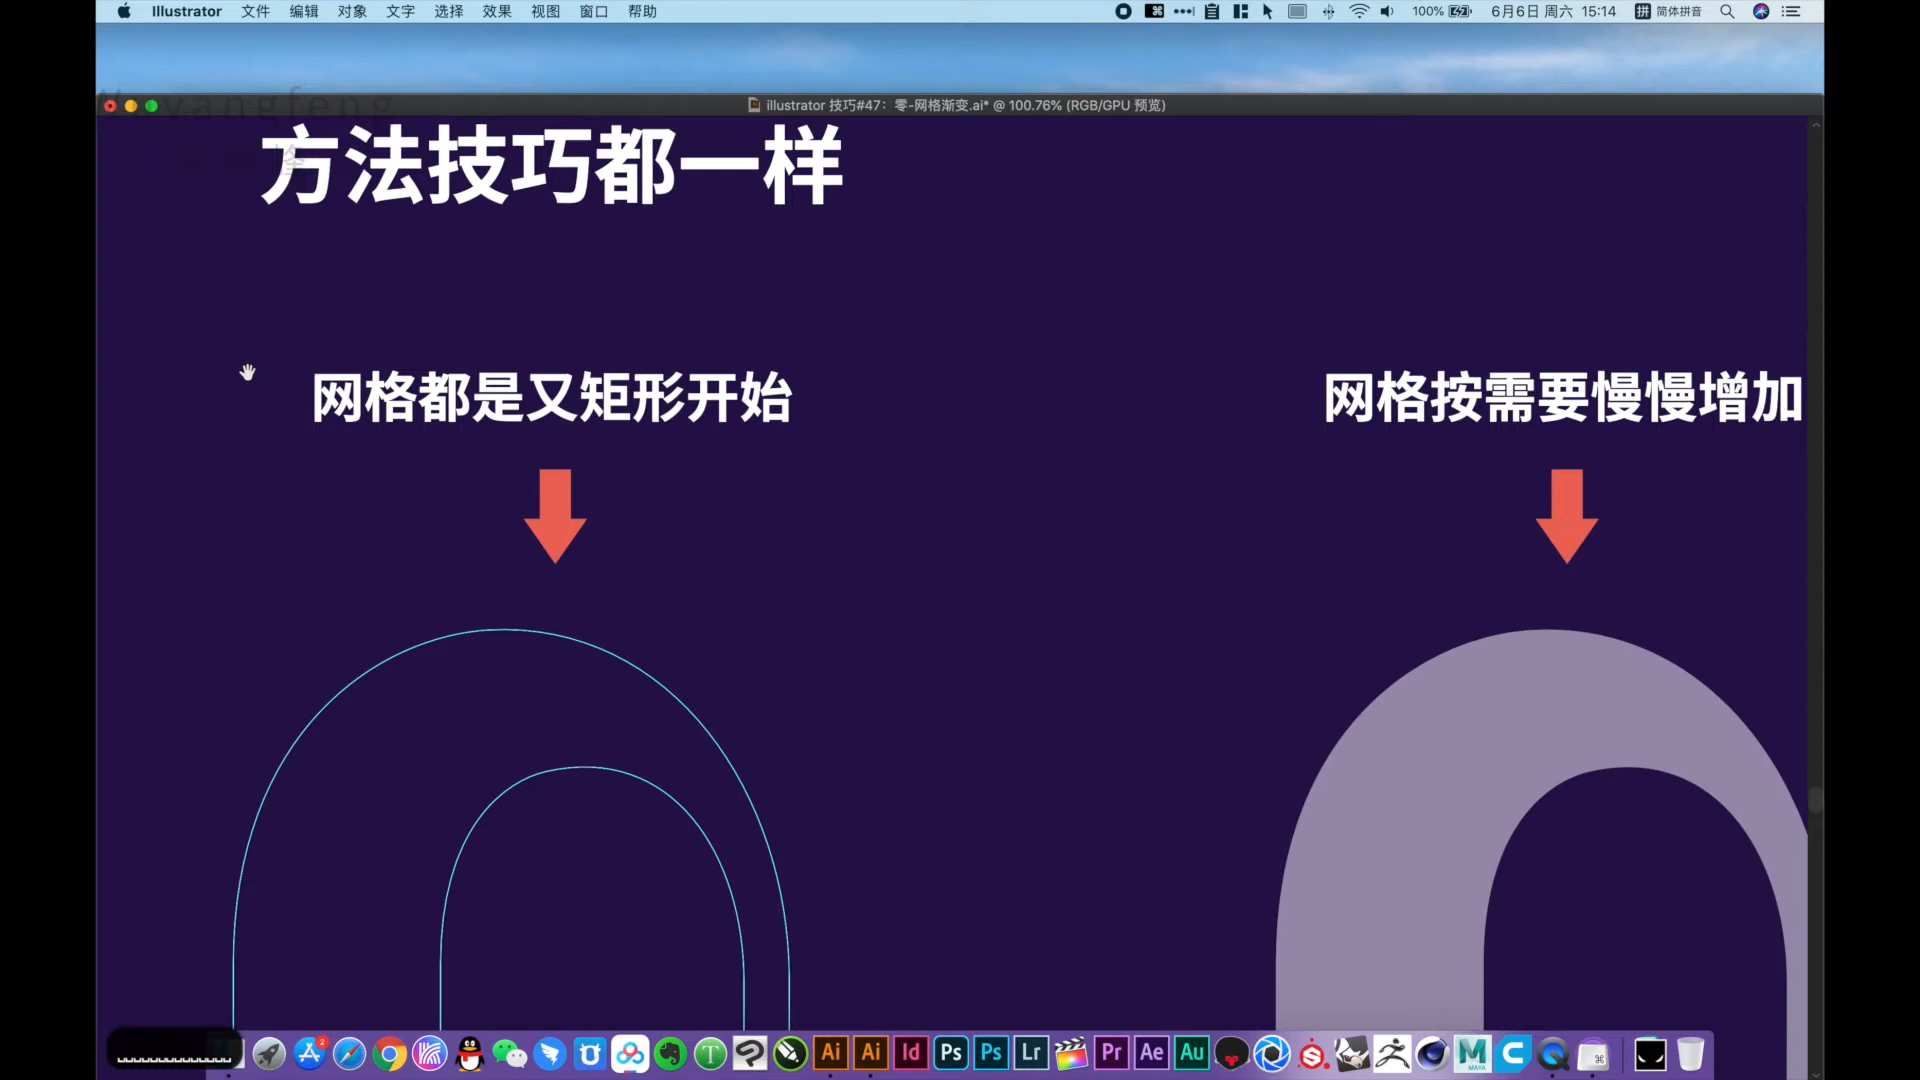 Illustrator 文件 编辑 对象 文字 选择 效果 视图 窗口 帮助 100% 6月6日 周六 15:14 拼 简体拼音
Wuyangfeng
illustrator 技巧#47：零-网格渐变.ai* @ 100.76% (RGB/GPU 预览)
方法技巧都一样
网格都是又矩形开始
网格按需要慢慢增加
2 T Ai Ai Id Ps Ps Lr Pr Ae Au M MAYA C